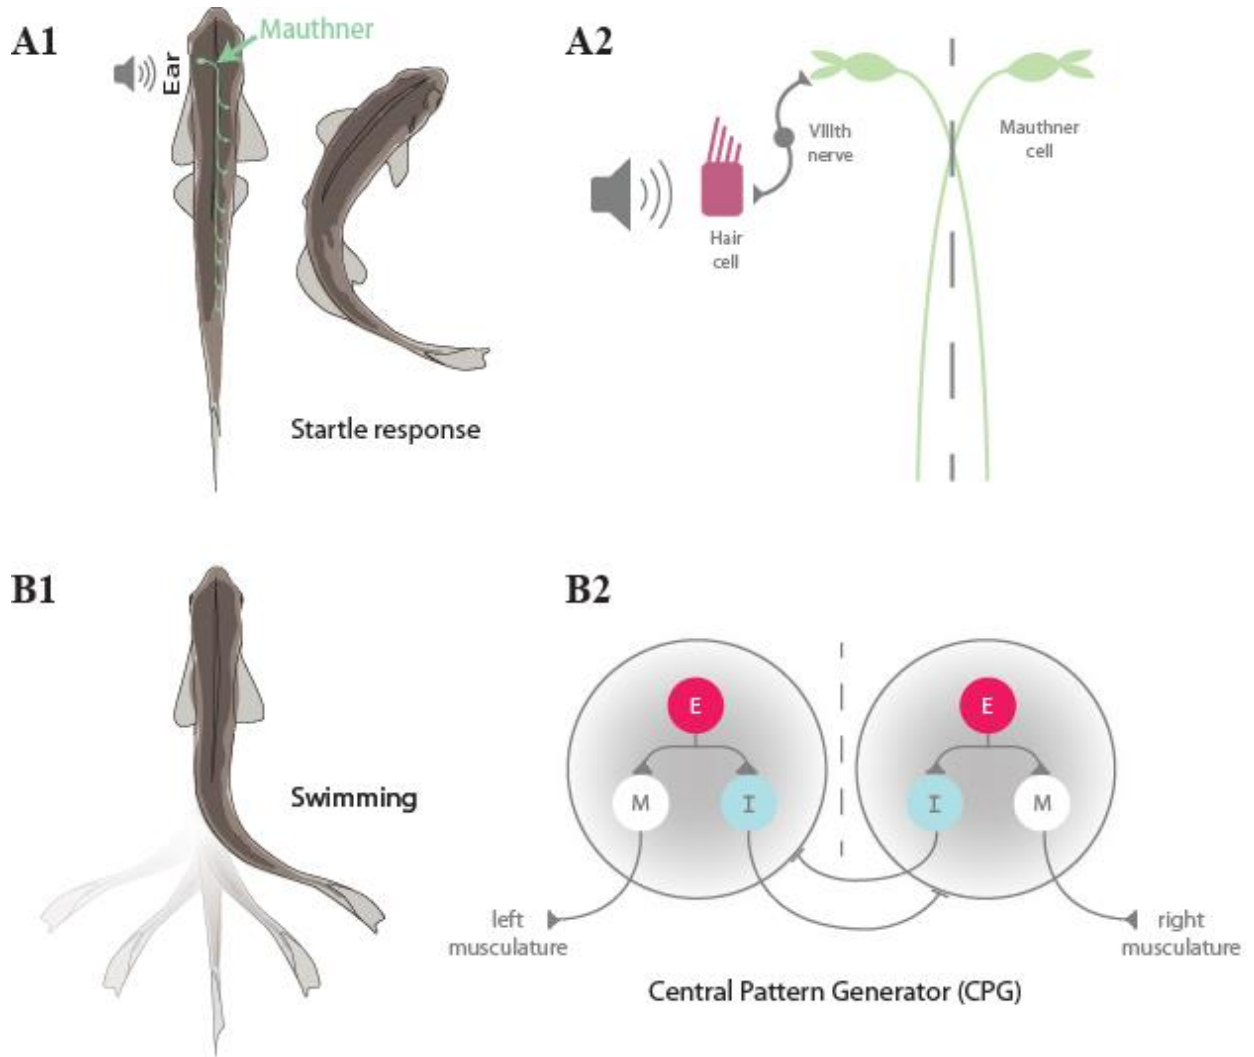 A1
Mauthner
Ear
Startle response
A2
VIIIth
nerve
Mauthner
cell
Hair
cell
B1
Swimming
B2
E
E
M
I
I
M
left
musculature
right
musculature
Central Pattern Generator (CPG)